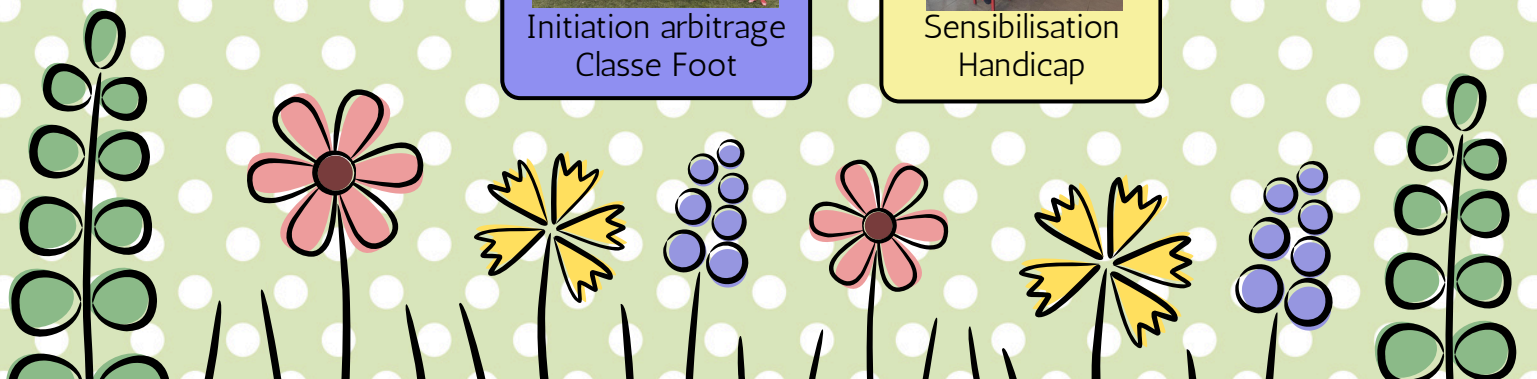 Initiation arbitrage
Classe Foot
Sensibilisation
Handicap